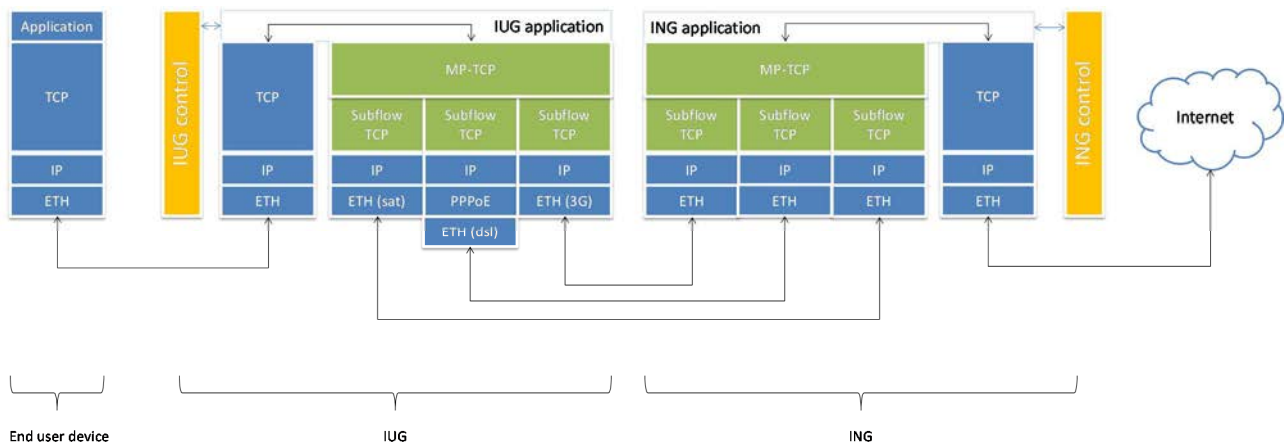 Application
TCP
IP
ETH
IUG control
IUG application
TCP
IP
ETH
MP-TCP
Subflow
TCP
Subflow
TCP
Subflow
TCP
IP
IP
IP
ETH (sat)
PPPoE
ETH (3G)
ETH (dsl)
ING application
MP-TCP
Subflow
TCP
Subflow
TCP
Subflow
TCP
IP
IP
IP
ETH
ETH
ETH
TCP
IP
ETH
ING control
Internet
End user device
IUG
ING